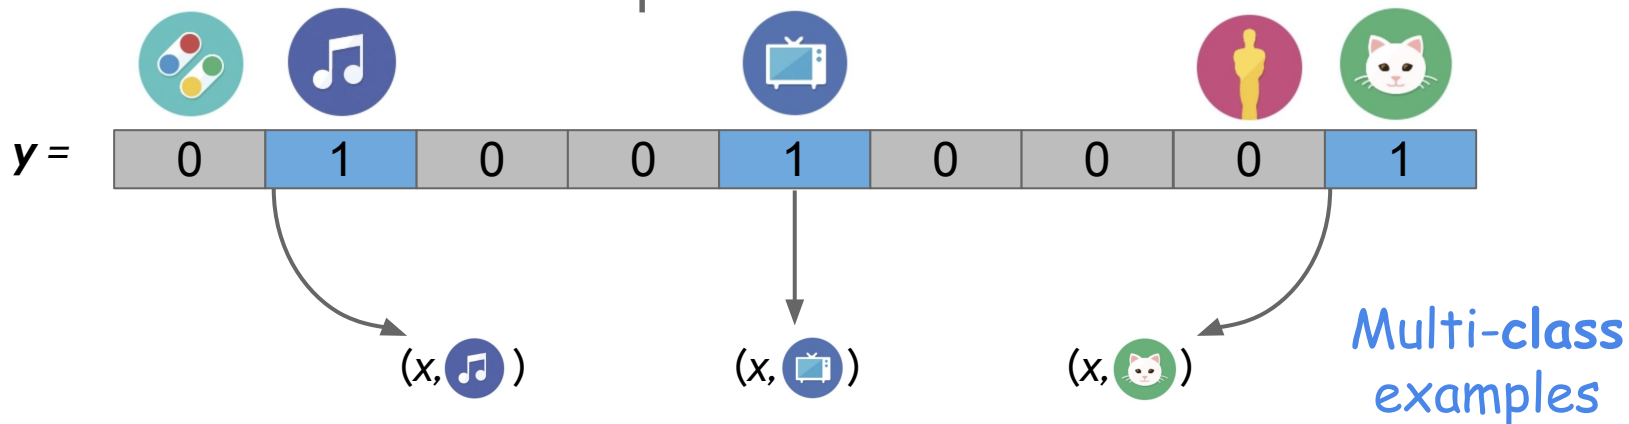 y = 0 1 0 0 1 0 0 0 1
(x, ) (x, ) (x, )
Multi-class
examples